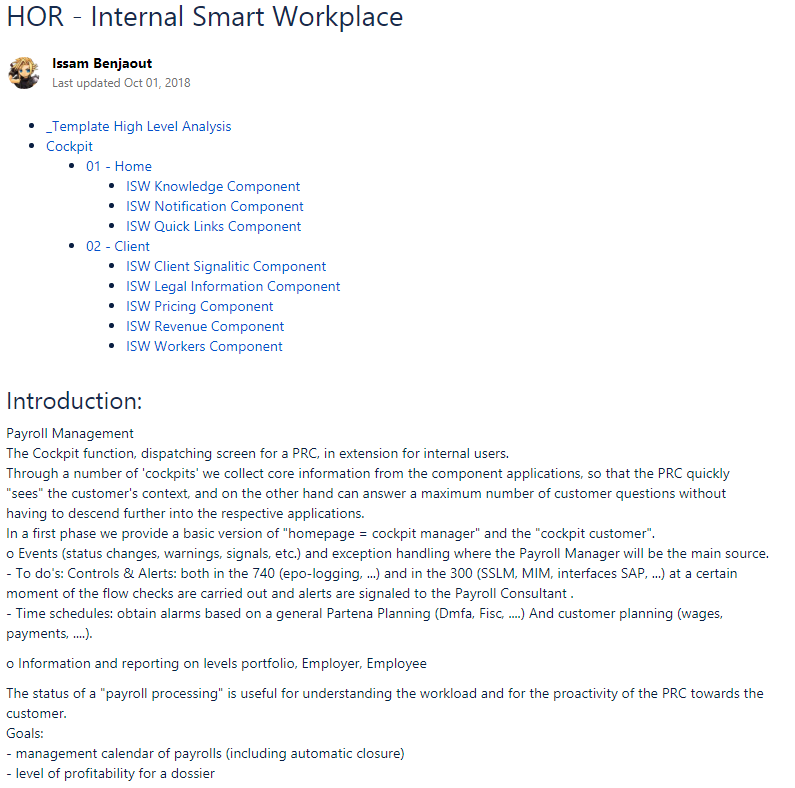 HOR - Internal Smart Workplace
Issam Benjaout
Last updated Oct 01, 2018
• _Template High Level Analysis
• Cockpit
• 01 - Home
• ISW Knowledge Component
• ISW Notification Component
• ISW Quick Links Component
• 02 - Client
• ISW Client Signalitic Component
• ISW Legal Information Component
• ISW Pricing Component
• ISW Revenue Component
• ISW Workers Component
Introduction:
Payroll Management
The Cockpit function, dispatching screen for a PRC, in extension for internal users.
Through a number of 'cockpits' we collect core information from the component applications, so that the PRC quickly
"sees" the customer's context, and on the other hand can answer a maximum number of customer questions without
having to descend further into the respective applications.
In a first phase we provide a basic version of "homepage = cockpit manager" and the "cockpit customer".
o Events (status changes, warnings, signals, etc.) and exception handling where the Payroll Manager will be the main source.
- To do's: Controls & Alerts: both in the 740 (epo-logging, ...) and in the 300 (SSLM, MIM, interfaces SAP, ...) at a certain
moment of the flow checks are carried out and alerts are signaled to the Payroll Consultant .
- Time schedules: obtain alarms based on a general Partena Planning (Dmfa, Fisc, ....) And customer planning (wages,
payments, ....).
o Information and reporting on levels portfolio, Employer, Employee
The status of a "payroll processing" is useful for understanding the workload and for the proactivity of the PRC towards the
customer.
Goals:
- management calendar of payrolls (including automatic closure)
- level of profitability for a dossier